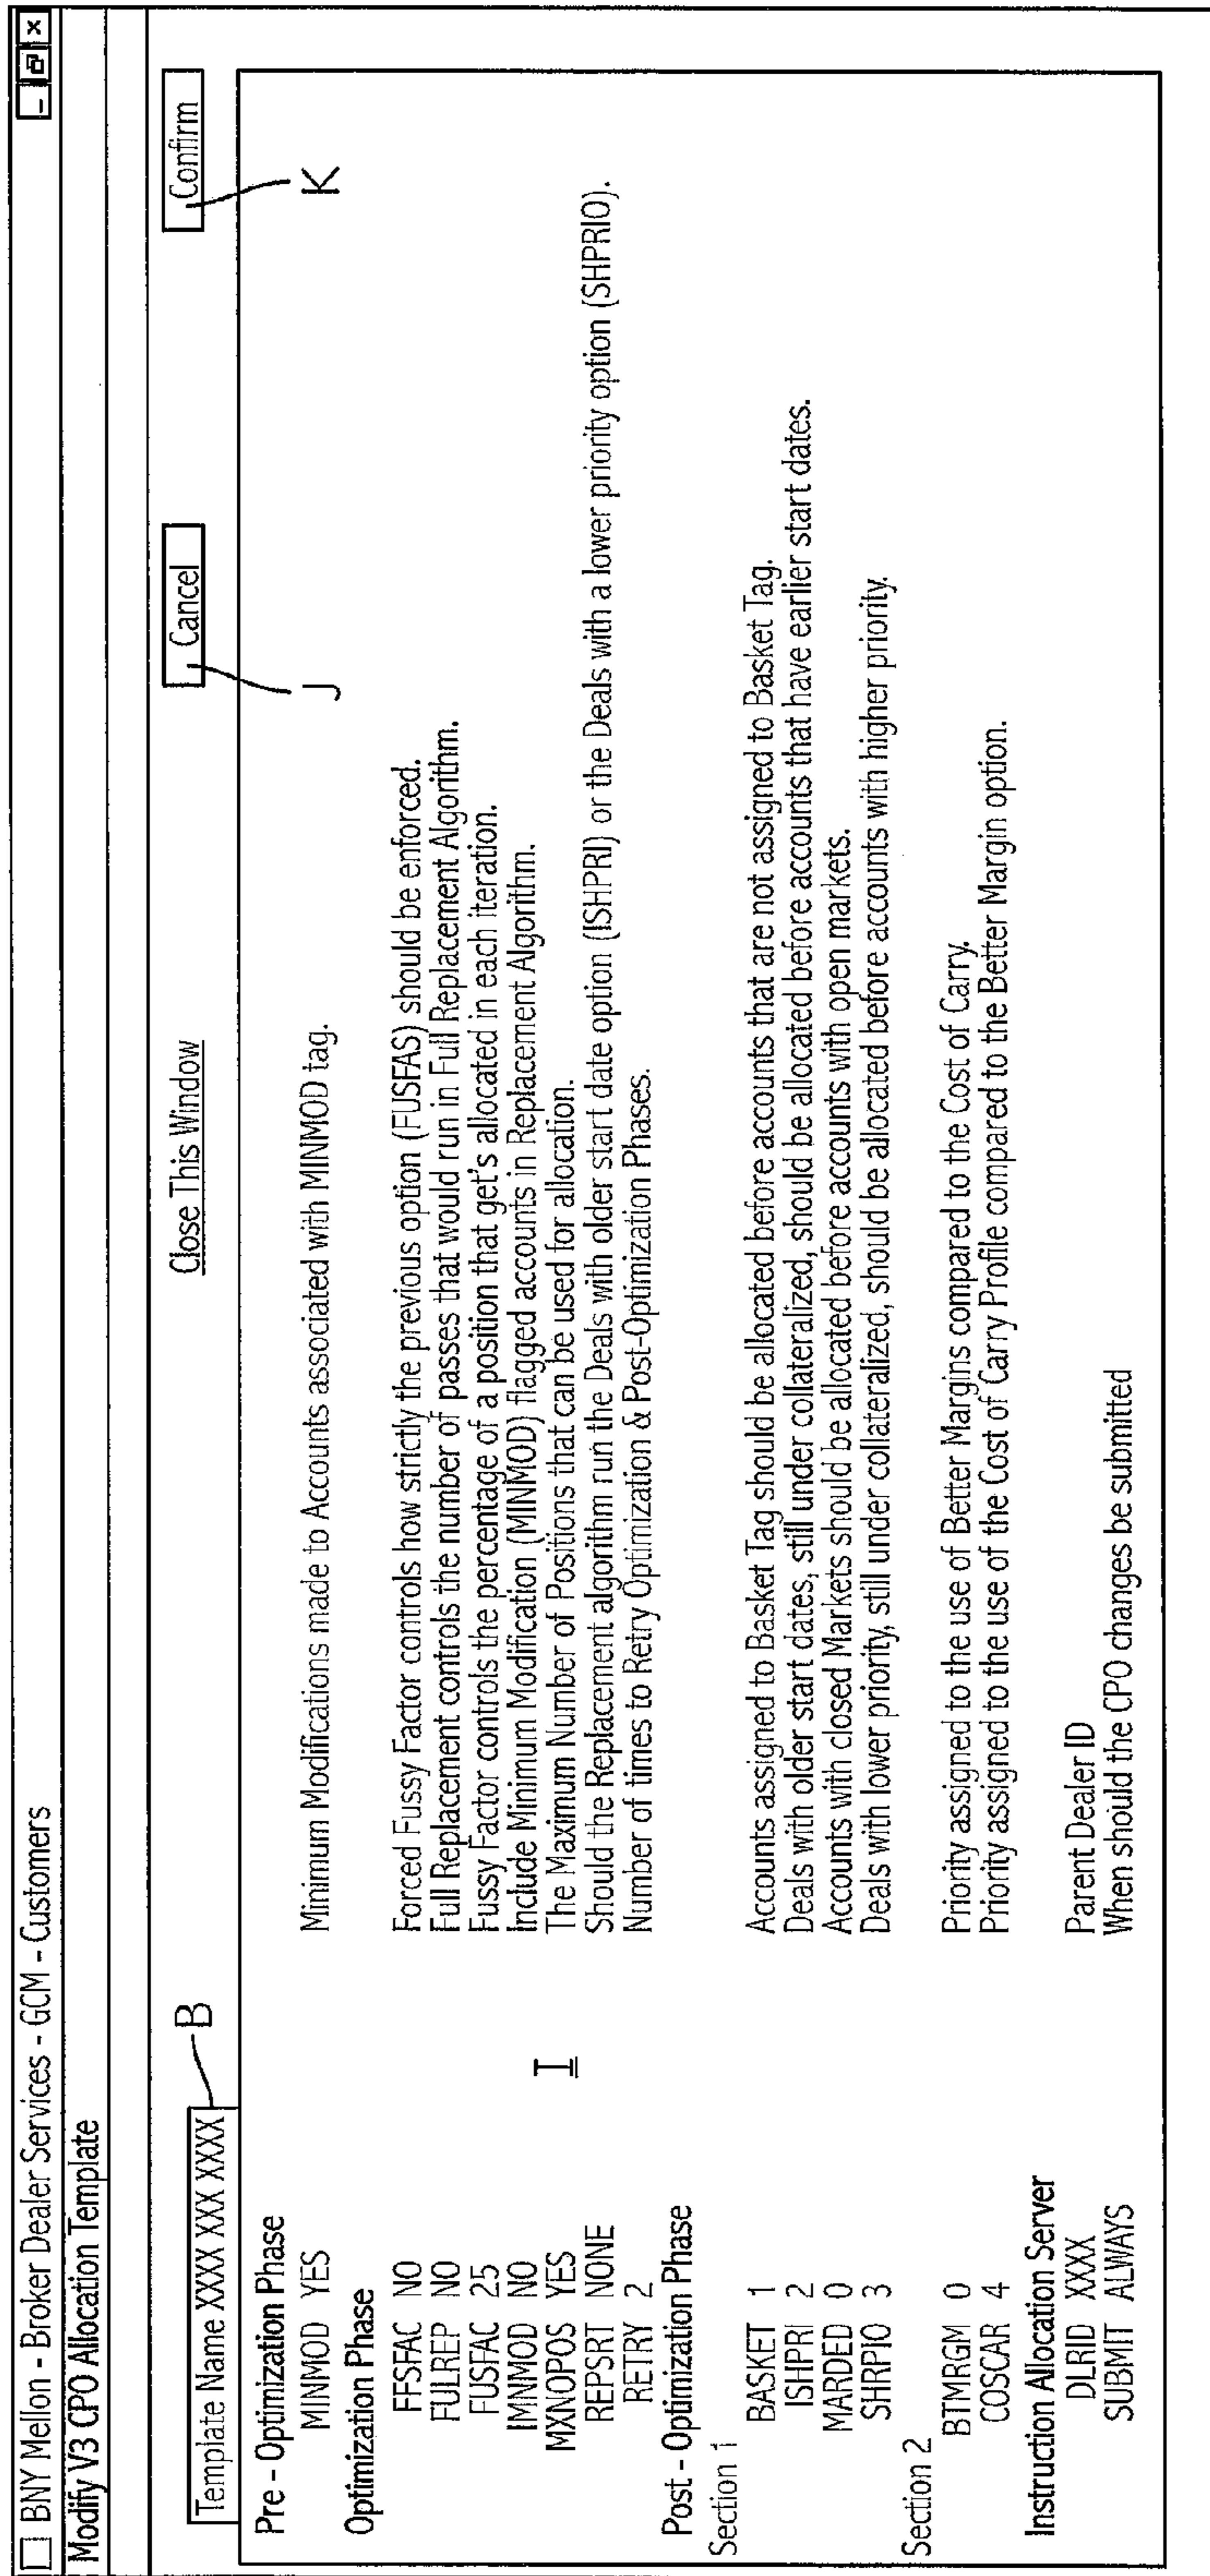 BNY Mellon - Broker Dealer Services - GCM - Customers
Modify V3 CPO Allocation Template
Close This Window
Cancel
Confirm
Template Name XXXX XXX XXXX
B
J
K
Pre - Optimization Phase
MINMOD YES Minimum Modifications made to Accounts associated with MINMOD tag.
Optimization Phase
FFSFAC NO Forced Fussy Factor controls how strictly the previous option (FUSFAS) should be enforced.
FULREP NO Full Replacement controls the number of passes that would run in Full Replacement Algorithm.
FUSFAC 25 Fussy Factor controls the percentage of a position that get's allocated in each iteration.
IMNMOD NO Include Minimum Modification (MINMOD) flagged accounts in Replacement Algorithm.
I
MXNOPOS YES The Maximum Number of Positions that can be used for allocation.
REPSRT NONE Should the Replacement algorithm run the Deals with older start date option (ISHPRI) or the Deals with a lower priority option (SHPRIO).
RETRY 2 Number of times to Retry Optimization & Post-Optimization Phases.
Post - Optimization Phase
Section 1
BASKET 1 Accounts assigned to Basket Tag should be allocated before accounts that are not assigned to Basket Tag.
ISHPRI 2 Deals with older start dates, still under collateralized, should be allocated before accounts that have earlier start dates.
MARDED 0 Accounts with closed Markets should be allocated before accounts with open markets.
SHRPIO 3 Deals with lower priority, still under collateralized, should be allocated before accounts with higher priority.
Section 2
BTMRGM 0 Priority assigned to the use of Better Margins compared to the Cost of Carry.
COSCAR 4 Priority assigned to the use of the Cost of Carry Profile compared to the Better Margin option.
Instruction Allocation Server
DLRID XXXX Parent Dealer ID
SUBMIT ALWAYS When should the CPO changes be submitted